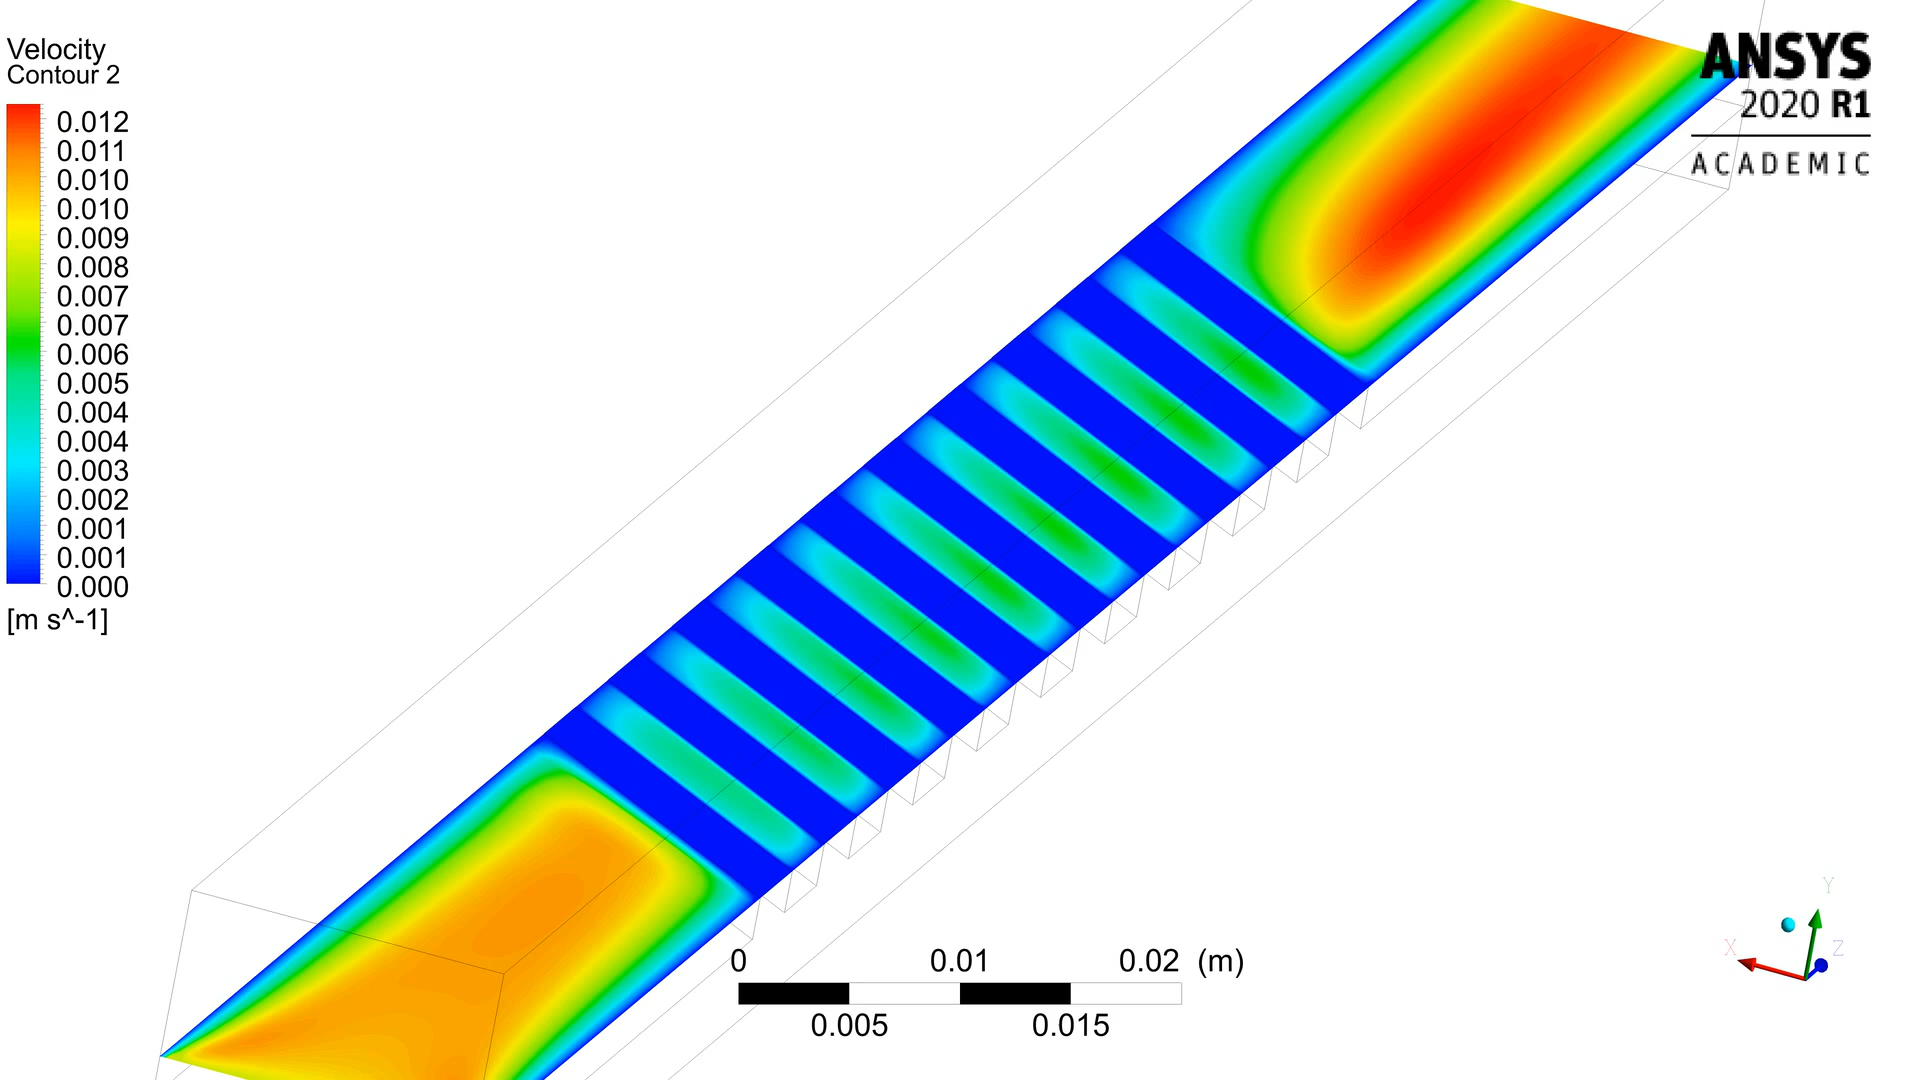 Velocity
Contour 2
0.012
0.011
0.010
0.010
0.009
0.008
0.007
0.007
0.006
0.005
0.004
0.004
0.003
0.002
0.001
0.001
0.000
[m s^-1]
ANSYS
2020 R1
ACADEMIC
0 0.01 0.02 (m)
0.005 0.015
Y
X Z